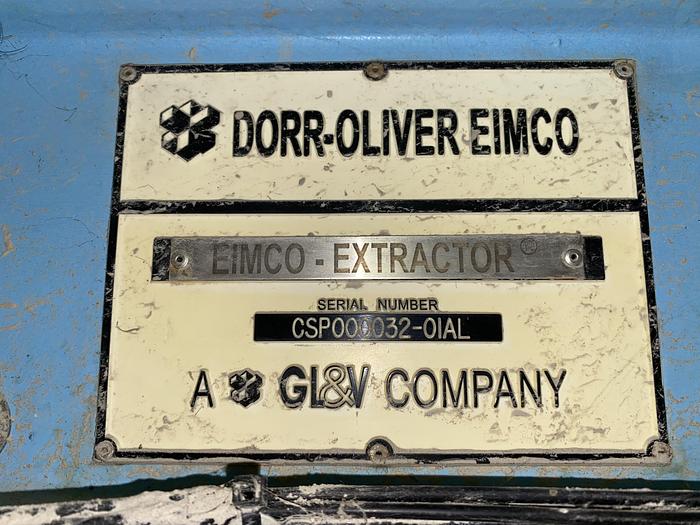 DORR-OLIVER EIMCO
EIMCO - EXTRACTOR ®
SERIAL NUMBER
CSP000032-01AL
A GL&V COMPANY